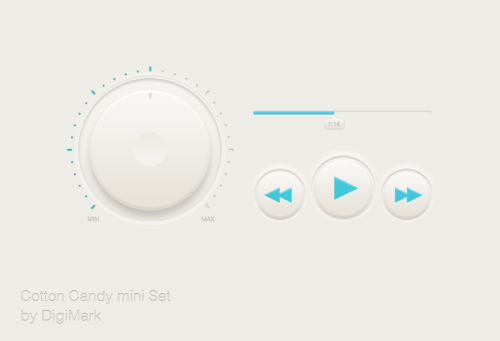 1:14
MIN
MAX
Cotton Candy mini Set
by DigiMark